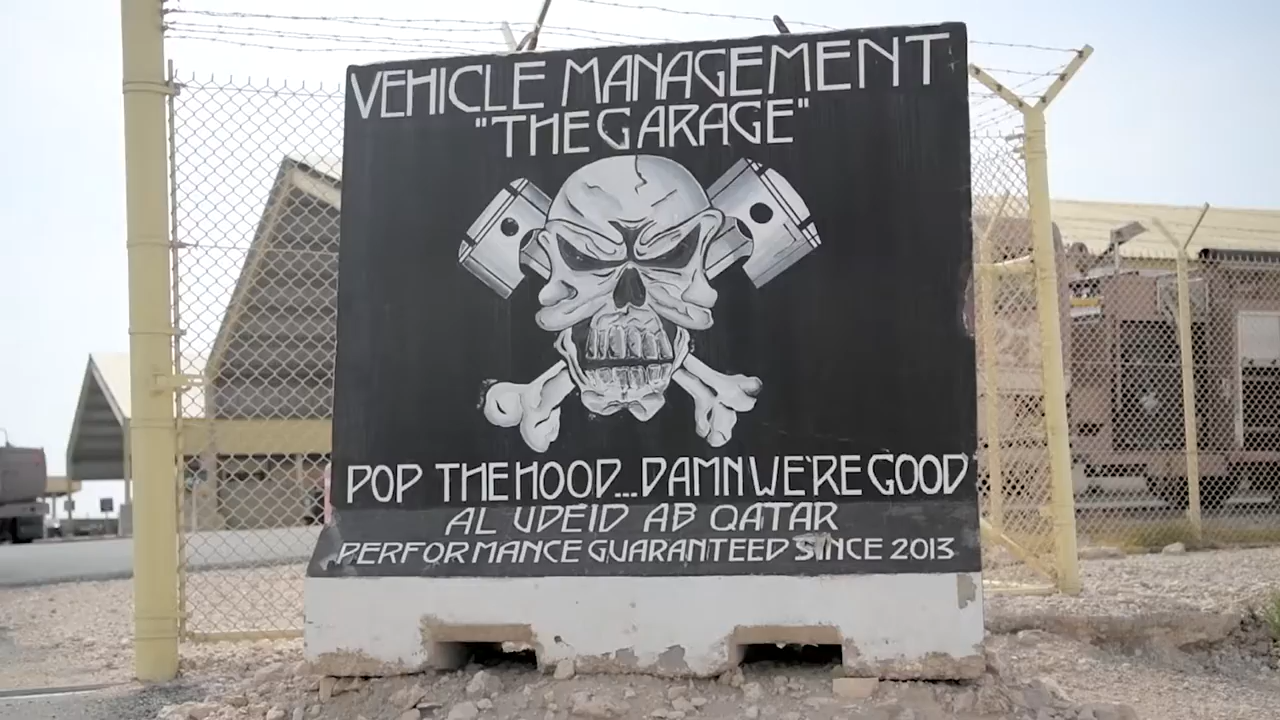 VEHICLE MANAGEMENT
"THE GARAGE"
POP THE HOOD...DAMN WE'RE GOOD
AL UDEID AB QATAR
PERFORMANCE GUARANTEED SINCE 2013